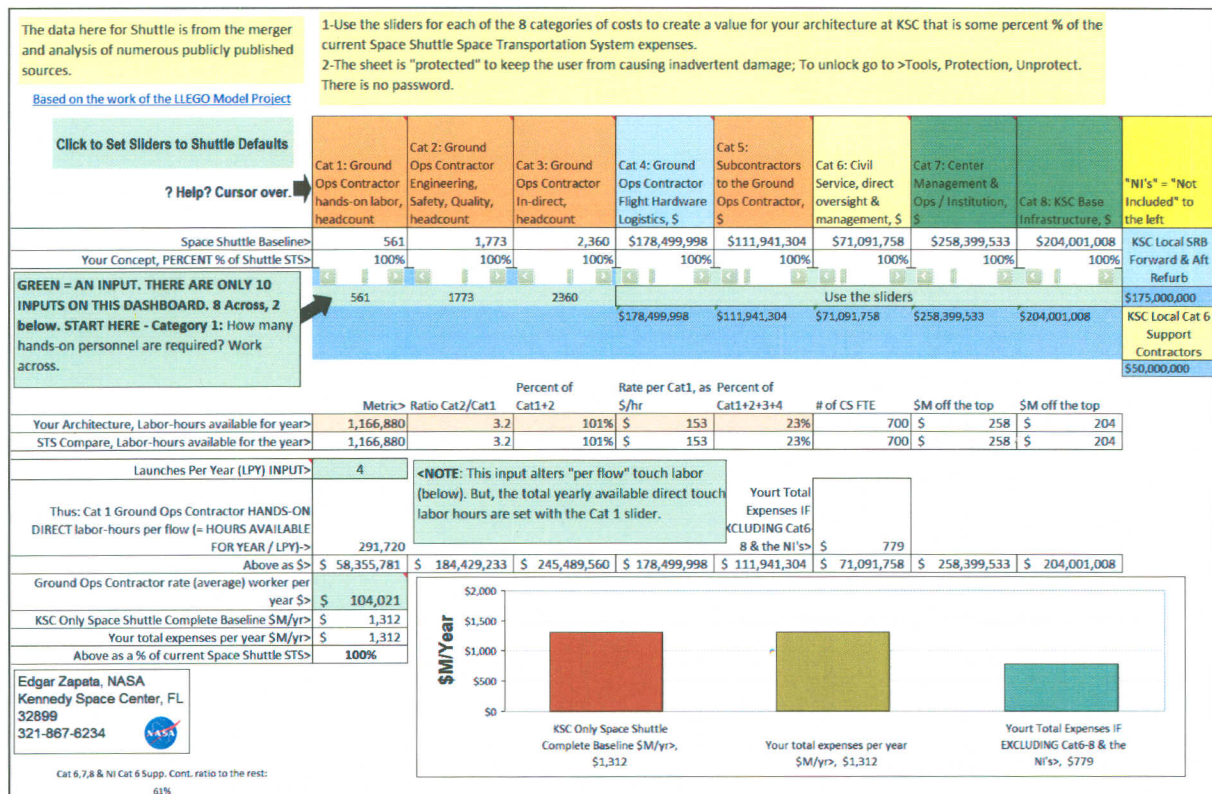 The data here for Shuttle is from the merger
and analysis of numerous publicly published
sources.
Based on the work of the LLEGO Model Project
1-Use the sliders for each of the 8 categories of costs to create a value for your architecture at KSC that is some percent % of the
current Space Shuttle Space Transportation System expenses.
2-The sheet is "protected" to keep the user from causing inadvertent damage; To unlock go to >Tools, Protection, Unprotect.
There is no password.
Click to Set Sliders to Shuttle Defaults
? Help? Cursor over.
Cat 1: Ground
Ops Contractor
hands-on labor,
headcount
Cat 2: Ground
Ops Contractor
Engineering,
Safety, Quality,
headcount
Cat 3: Ground
Ops Contractor
In-direct,
headcount
Cat 4: Ground
Ops Contractor
Flight Hardware
Logistics, $
Cat 5:
Subcontractors
to the Ground
Ops Contractor,
$
Cat 6: Civil
Service, direct
oversight &
management, $
Cat 7: Center
Management &
Ops / Institution,
$
Cat 8: KSC Base
Infrastructure, $
"NI's" = "Not
Included" to
the left
Space Shuttle Baseline> 561 1,773 2,360 $178,499,998 $111,941,304 $71,091,758 $258,399,533 $204,001,008
Your Concept, PERCENT % of Shuttle STS> 100% 100% 100% 100% 100% 100% 100% 100%
KSC Local SRB
Forward & Aft
Refurb
$175,000,000
KSC Local Cat 6
Support
Contractors
$50,000,000
GREEN = AN INPUT. THERE ARE ONLY 10
INPUTS ON THIS DASHBOARD. 8 Across, 2
below. START HERE - Category 1: How many
hands-on personnel are required? Work
across.
561 1773 2360 Use the sliders
$178,499,998 $111,941,304 $71,091,758 $258,399,533 $204,001,008
Metric> Ratio Cat2/Cat1
Percent of
Cat1+2
Rate per Cat1, as
$/hr
Percent of
Cat1+2+3+4
# of CS FTE $M off the top $M off the top
Your Architecture, Labor-hours available for year> 1,166,880 3.2 101% $ 153 23% 700 $ 258 $ 204
STS Compare, Labor-hours available for the year> 1,166,880 3.2 101% $ 153 23% 700 $ 258 $ 204
Launches Per Year (LPY) INPUT> 4
<NOTE: This input alters "per flow" touch labor
(below). But, the total yearly available direct touch
labor hours are set with the Cat 1 slider.
Thus: Cat 1 Ground Ops Contractor HANDS-ON
DIRECT labor-hours per flow (= HOURS AVAILABLE
FOR YEAR / LPY)-> 291,720
Yourt Total
Expenses IF
EXCLUDING Cat6-
8 & the NI's> $ 779
Above as $> $ 58,355,781 $ 184,429,233 $ 245,489,560 $ 178,499,998 $ 111,941,304 $ 71,091,758 $ 258,399,533 $ 204,001,008
Ground Ops Contractor rate (average) worker per
year $> $ 104,021
KSC Only Space Shuttle Complete Baseline $M/yr> $ 1,312
Your total expenses per year $M/yr> $ 1,312
Above as a % of current Space Shuttle STS> 100%
Edgar Zapata, NASA
Kennedy Space Center, FL
32899
321-867-6234
NASA
Cat 6,7,8 & NI Cat 6 Supp. Cont. ratio to the rest:
61%
$M/Year
$2,000
$1,500
$1,000
$500
$0
KSC Only Space Shuttle
Complete Baseline $M/yr>,
$1,312
Your total expenses per year
$M/yr>, $1,312
Yourt Total Expenses IF
EXCLUDING Cat6-8 & the
NI's>, $779